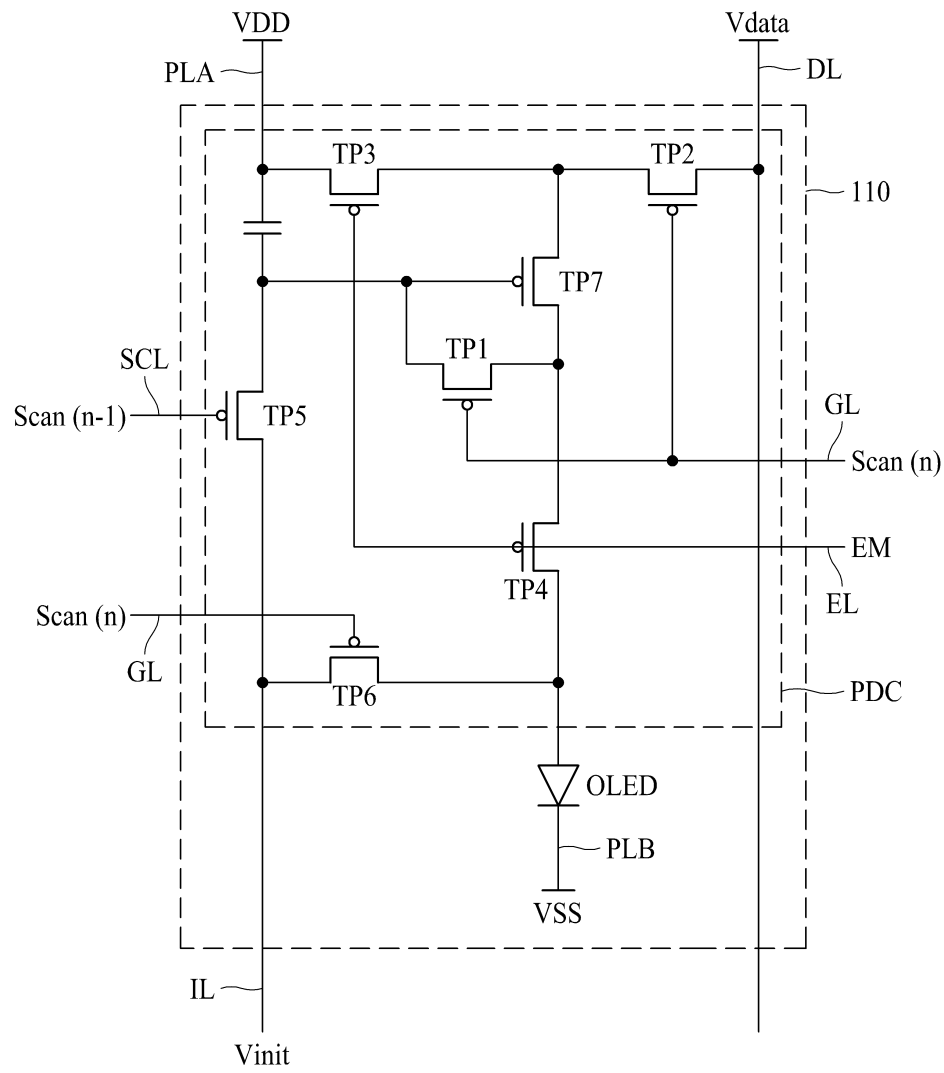 VDD
Vdata
PLA
DL
TP3
TP2
110
TP7
TP1
SCL
Scan (n-1)
TP5
GL
Scan (n)
EM
TP4
EL
Scan (n)
GL
TP6
PDC
OLED
PLB
VSS
IL
Vinit